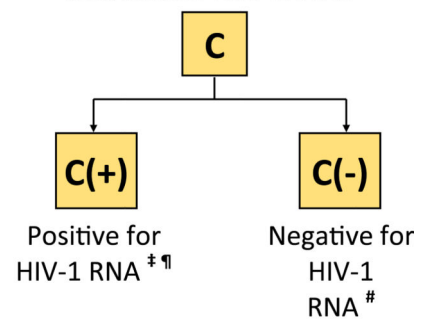 C
C(+)
C(-)
Positive for
HIV-1 RNA ‡ ¶
Negative for
HIV-1
RNA #